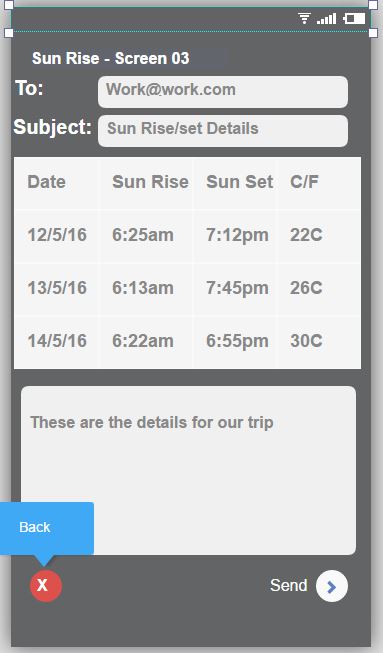 Sun Rise - Screen 03
To: Work@work.com
Subject: Sun Rise/set Details
Date Sun Rise Sun Set C/F
12/5/16 6:25am 7:12pm 22C
13/5/16 6:13am 7:45pm 26C
14/5/16 6:22am 6:55pm 30C
These are the details for our trip
Back
X Send